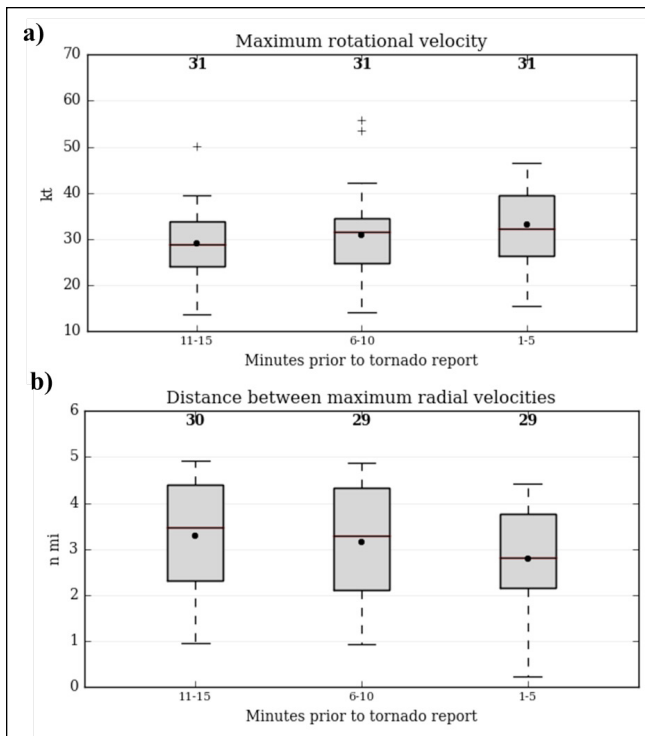 a)
Maximum rotational velocity
70
31 31 31
60
50
kt
40
30
20
10
11-15 6-10 1-5
Minutes prior to tornado report
b)
Distance between maximum radial velocities
6
30 29 29
5
4
n mi
3
2
1
0
11-15 6-10 1-5
Minutes prior to tornado report